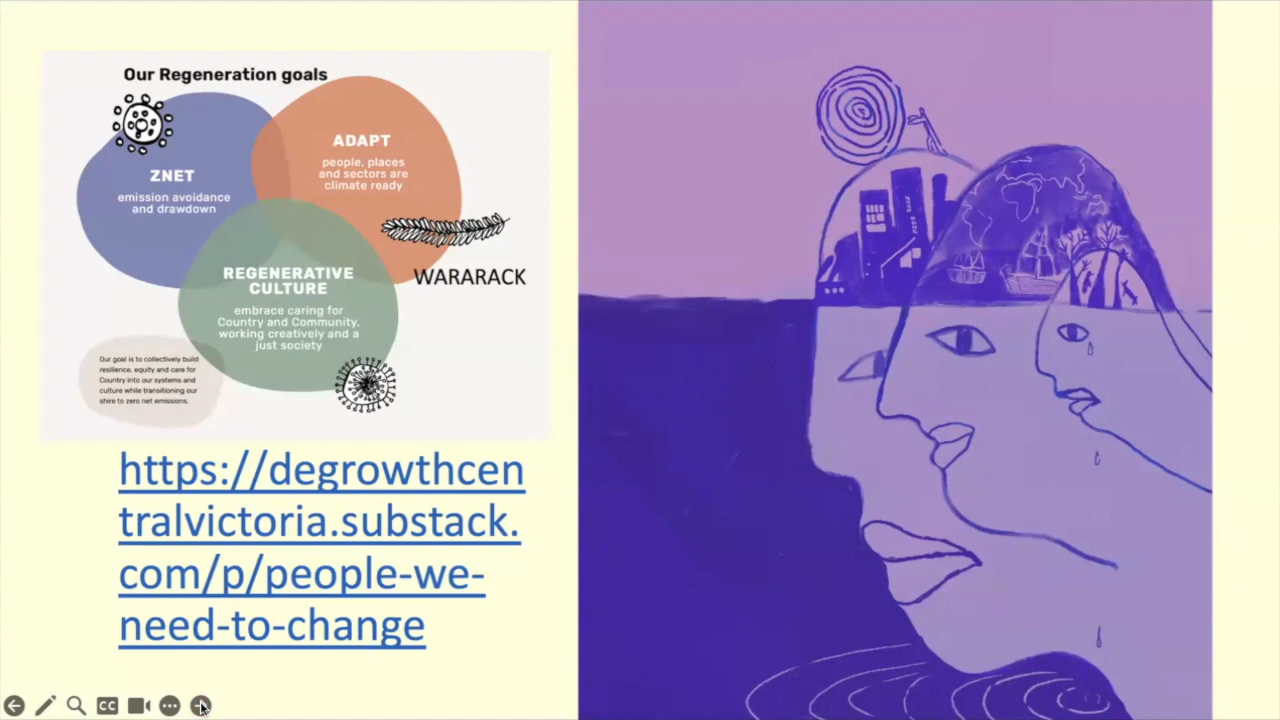 Our Regeneration goals
ZNET
emission avoidance
and drawdown
ADAPT
people, places
and sectors are
climate ready
WARARACK
REGENERATIVE
CULTURE
embrace caring for
Country and Community,
working creatively and a
just society
Our goal is to collectively build
resilience, equity and care for
Country into our systems and
culture while transitioning our
shire to zero net emissions.
https://degrowthcen
tralvictoria.substack.
com/p/people-we-
need-to-change
CC